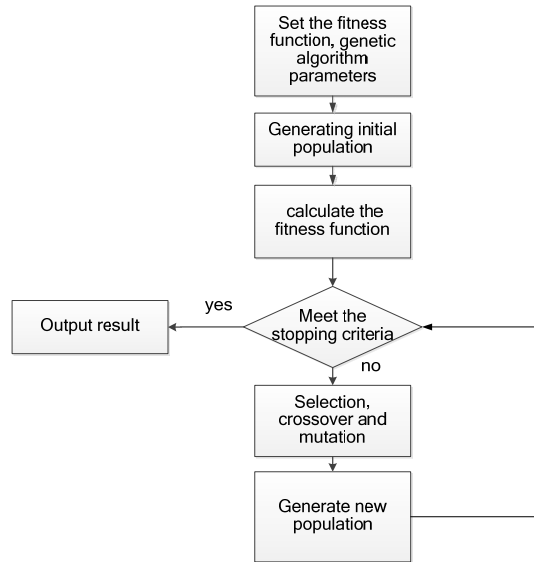 Set the fitness
function, genetic
algorithm
parameters
Generating initial
population
calculate the
fitness function
Meet the
stopping criteria
yes
Output result
no
Selection,
crossover and
mutation
Generate new
population